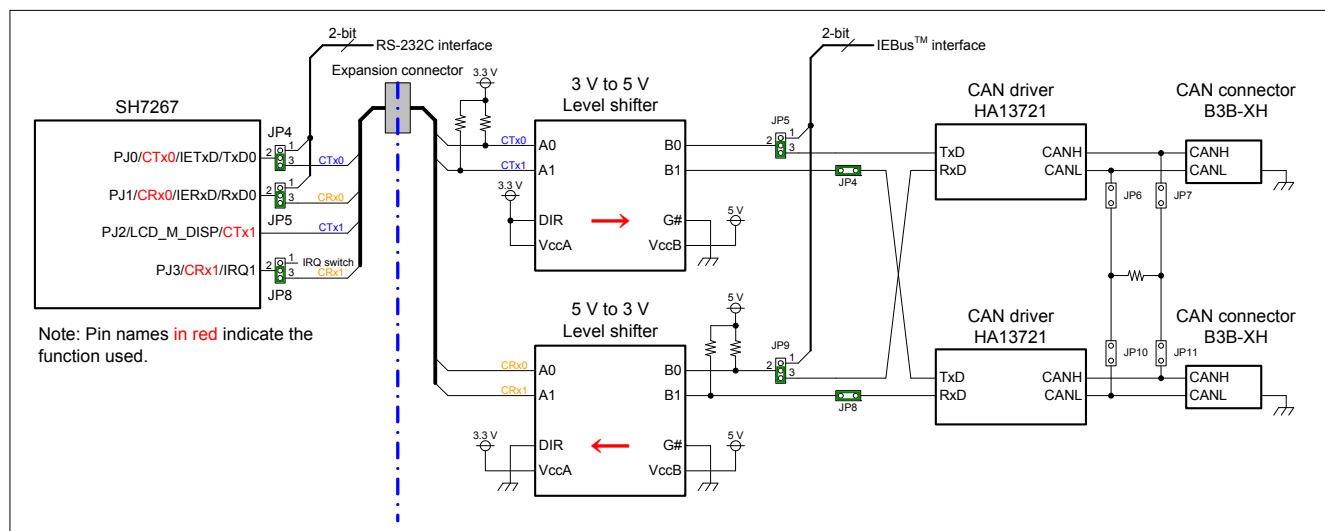 2-bit
RS-232C interface
2-bit
IEBus™ interface
Expansion connector
SH7267
JP4
PJ0/CTx0/IETxD/TxD0
2
1
3
CTx0
PJ1/CRx0/IERxD/RxD0
2
1
3
CRx0
JP5
PJ2/LCD_M_DISP/CTx1
CTx1
PJ3/CRx1/IRQ1
2
1
3
IRQ switch
CRx1
JP8
Note: Pin names in red indicate the
function used.
3.3 V
3 V to 5 V
Level shifter
CTx0
A0
B0
CTx1
A1
B1
3.3 V
DIR
G#
5 V
VccA
VccB
JP5
2
1
3
JP4
CAN driver
HA13721
TxD
CANH
RxD
CANL
CAN connector
B3B-XH
CANH
CANL
JP6
JP7
5 V to 3 V
Level shifter
5 V
CRx0
A0
B0
CRx1
A1
B1
3.3 V
DIR
G#
5 V
VccA
VccB
JP9
2
1
3
JP8
CAN driver
HA13721
TxD
CANH
RxD
CANL
JP10
JP11
CAN connector
B3B-XH
CANH
CANL